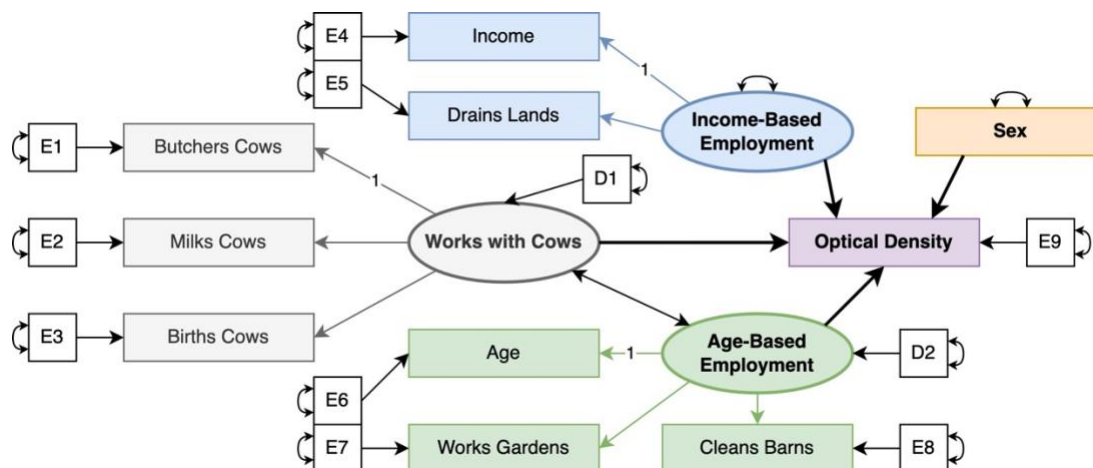 E4
Income
E5
1
Drains Lands
Income-Based
Employment
Sex
E1
Butchers Cows
1
D1
E2
Milks Cows
Works with Cows
Optical Density
E9
E3
Births Cows
Age
1
Age-Based
Employment
D2
E6
E7
Works Gardens
Cleans Barns
E8